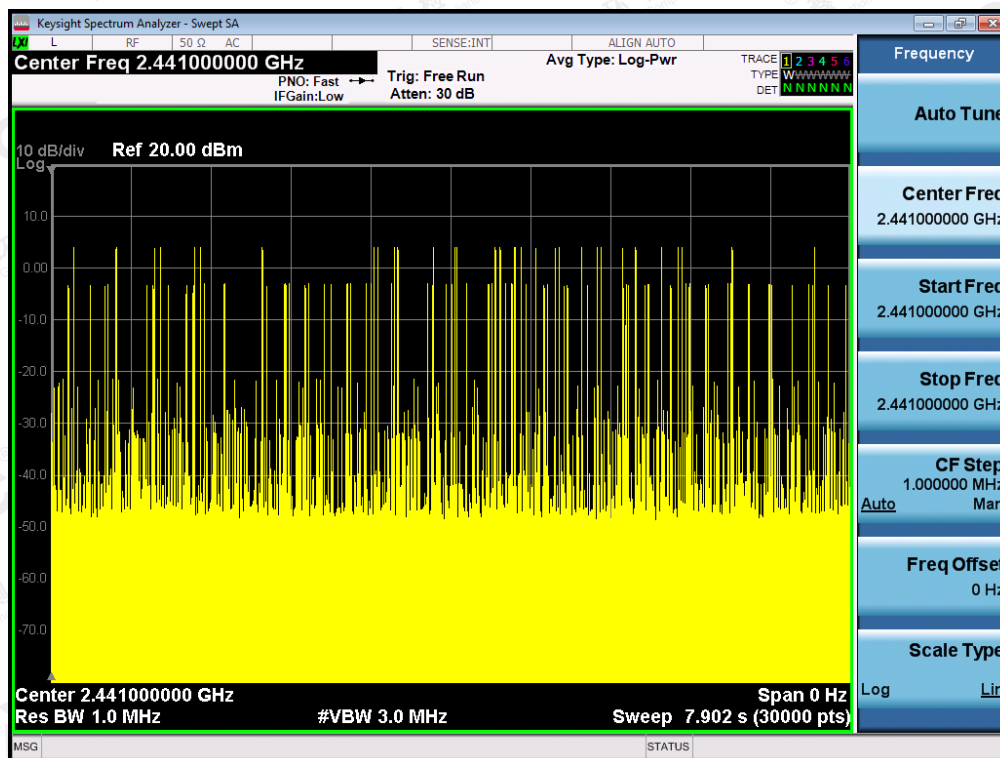 Keysight Spectrum Analyzer - Swept SA
LXI L RF 50 Ω AC SENSE:INT ALIGN AUTO
Center Freq 2.441000000 GHz
PNO: Fast
IFGain:Low
Trig: Free Run
Atten: 30 dB
Avg Type: Log-Pwr
TRACE 1 2 3 4 5 6
TYPE W W W W W W
DET N N N N N N
10 dB/div Ref 20.00 dBm
Log
10.0
0.00
-10.0
-20.0
-30.0
-40.0
-50.0
-60.0
-70.0
Center 2.441000000 GHz Span 0 Hz
Res BW 1.0 MHz #VBW 3.0 MHz Sweep 7.902 s (30000 pts)
MSG STATUS
Frequency
Auto Tune
Center Freq
2.441000000 GHz
Start Freq
2.441000000 GHz
Stop Freq
2.441000000 GHz
CF Step
1.000000 MHz
Auto Man
Freq Offset
0 Hz
Scale Type
Log Lin